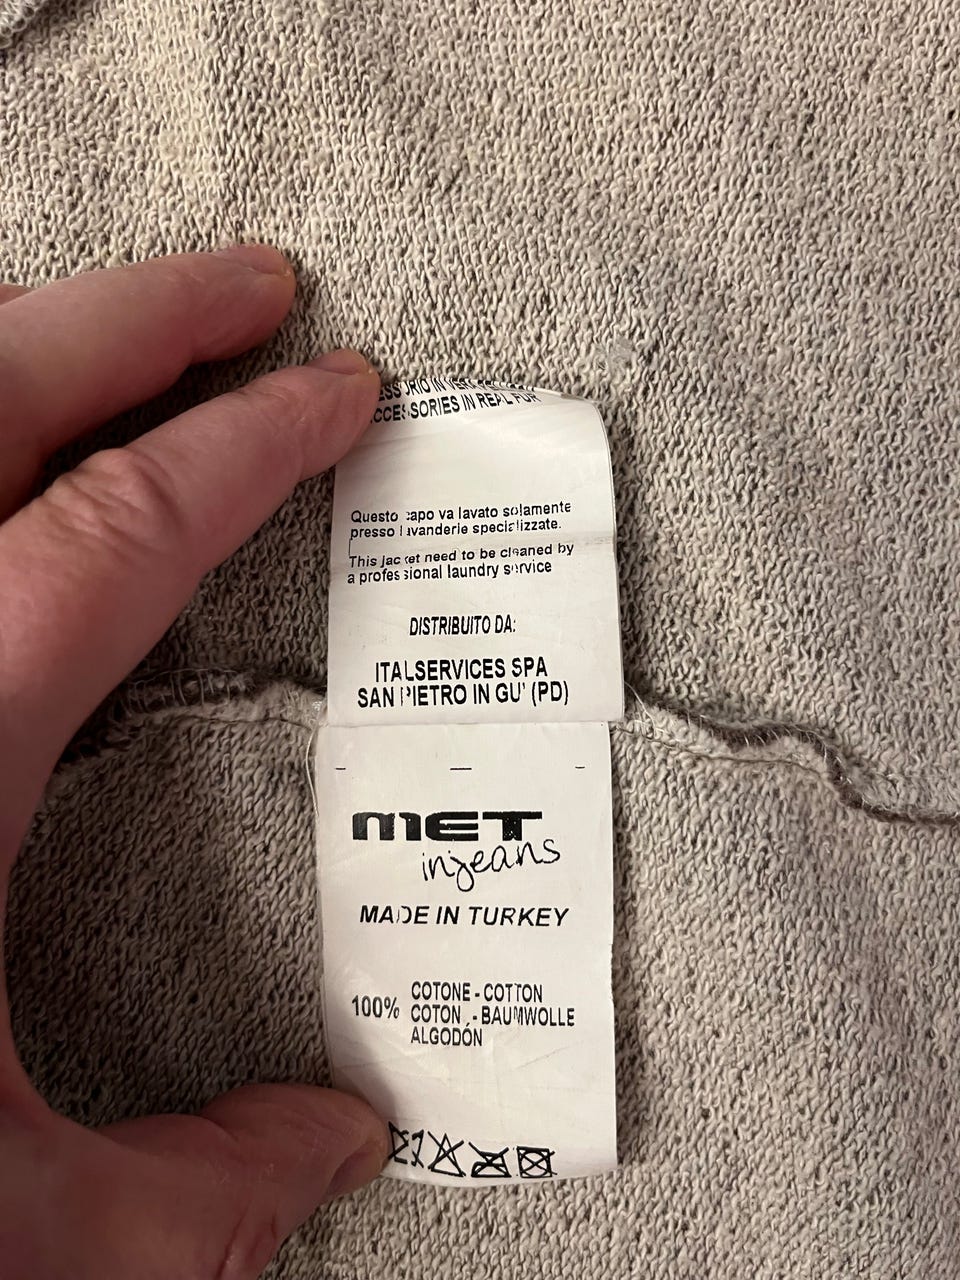 ACCESSORIES IN REAL FUR
Questo capo va lavato solamente
presso lavanderie specializzate.
This jacket need to be cleaned by
a professional laundry service
DISTRIBUITO DA:
ITALSERVICES SPA
SAN PIETRO IN GU' (PD)
MET
injeans
MADE IN TURKEY
100% COTONE - COTTON
COTON - BAUMWOLLE
ALGODÓN